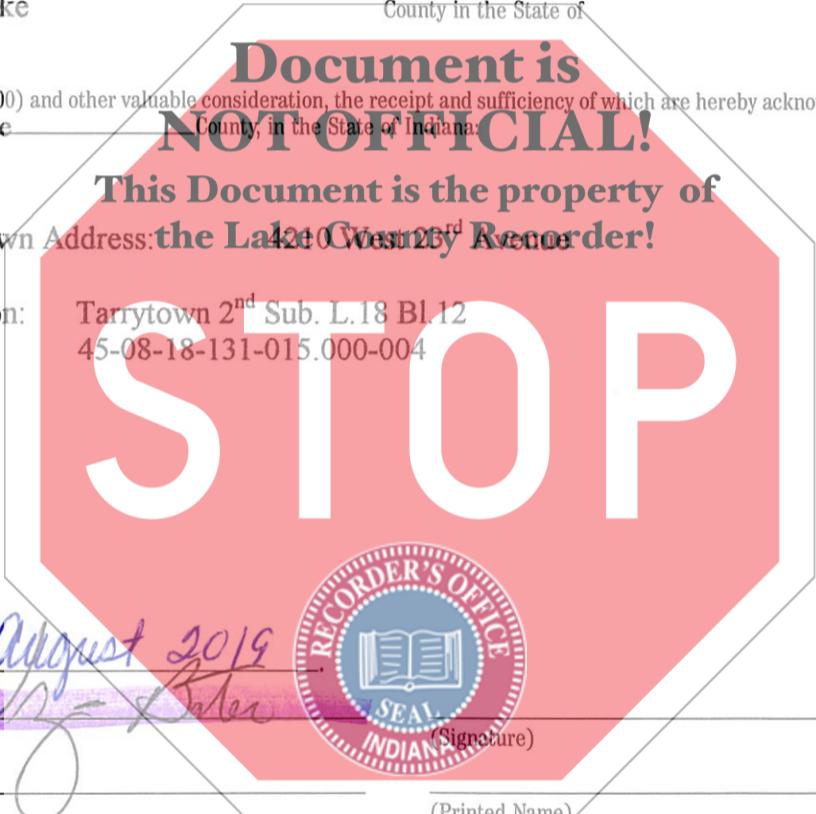 ke County in the State of
Document is
00) and other valuable consideration, the receipt and sufficiency of which are hereby ackno
NOT OFFICIAL!
e County, in the State of Indiana:
This Document is the property of
wn Address: 4210 West 23rd Avenue
the Lake County Recorder!
n: Tarrytown 2nd Sub. L.18 Bl.12
45-08-18-131-015.000-004
STOP
RECORDER'S OFFICE
SEAL
INDIANA
August 2019
(Signature)
(Printed Name)